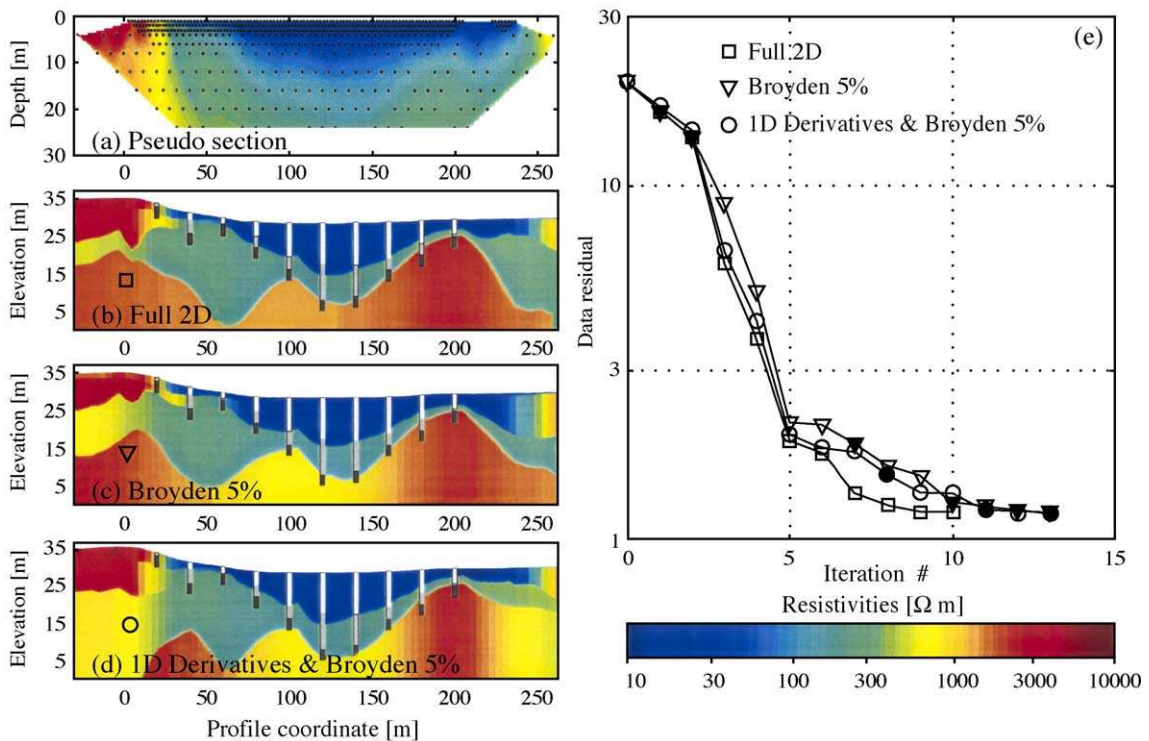 0
10
20
30
Depth [m]
(a) Pseudo section
0 50 100 150 200 250
35
25
15
5
Elevation [m]
(b) Full 2D
0 50 100 150 200 250
35
25
15
5
Elevation [m]
(c) Broyden 5%
0 50 100 150 200 250
35
25
15
5
Elevation [m]
(d) 1D Derivatives & Broyden 5%
0 50 100 150 200 250
Profile coordinate [m]
(e)
Full 2D
Broyden 5%
1D Derivatives & Broyden 5%
30
10
3
1
Data residual
0 5 10 15
Iteration #
Resistivities [Ω m]
10 30 100 300 1000 3000 10000